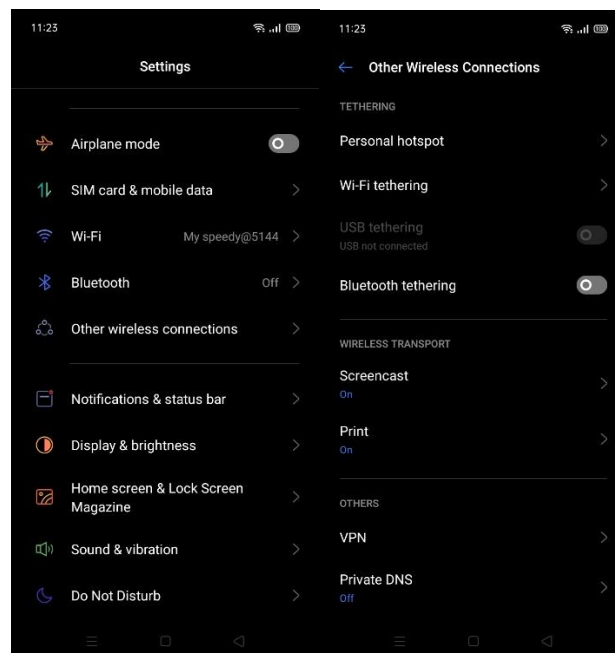 11:23
100
Settings
Airplane mode
SIM card & mobile data
Wi-Fi My speedy@5144
Bluetooth Off
Other wireless connections
Notifications & status bar
Display & brightness
Home screen & Lock Screen
Magazine
Sound & vibration
Do Not Disturb
11:23
100
Other Wireless Connections
TETHERING
Personal hotspot
Wi-Fi tethering
USB tethering
USB not connected
Bluetooth tethering
WIRELESS TRANSPORT
Screencast
On
Print
On
OTHERS
VPN
Private DNS
Off